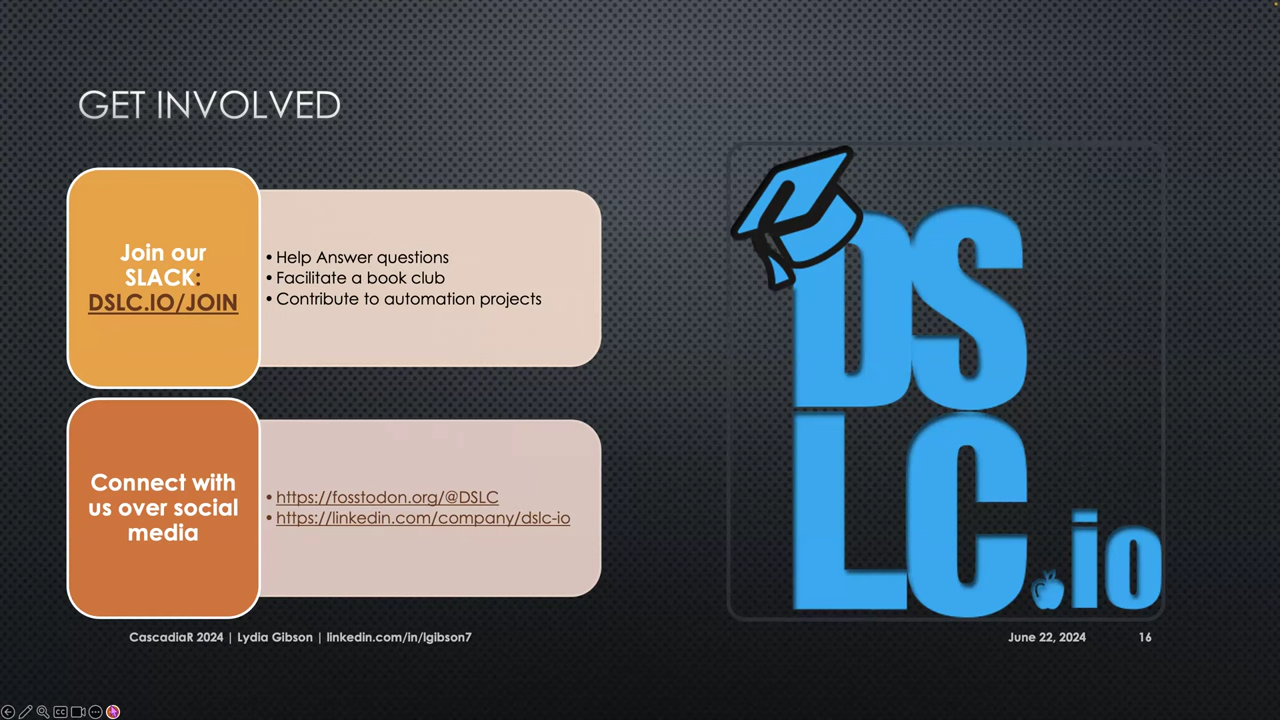 GET INVOLVED
Join our
SLACK:
DSLC.IO/JOIN
• Help Answer questions
• Facilitate a book club
• Contribute to automation projects
Connect with
us over social
media
• https://fosstodon.org/@DSLC
• https://linkedin.com/company/dslc-io
DS
LC.io
CascadiaR 2024 | Lydia Gibson | linkedin.com/in/lgibson7
June 22, 2024
16
CC